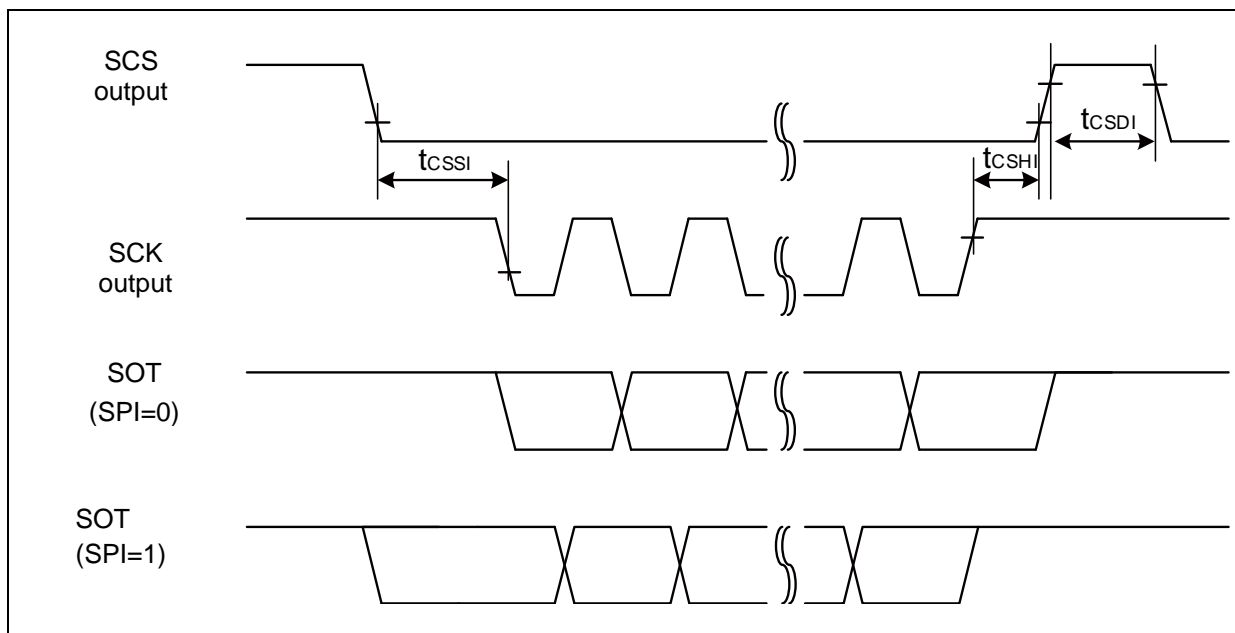 SCS
output
tCSDI
tCSSI
tCSHI
SCK
output
SOT
(SPI=0)
SOT
(SPI=1)